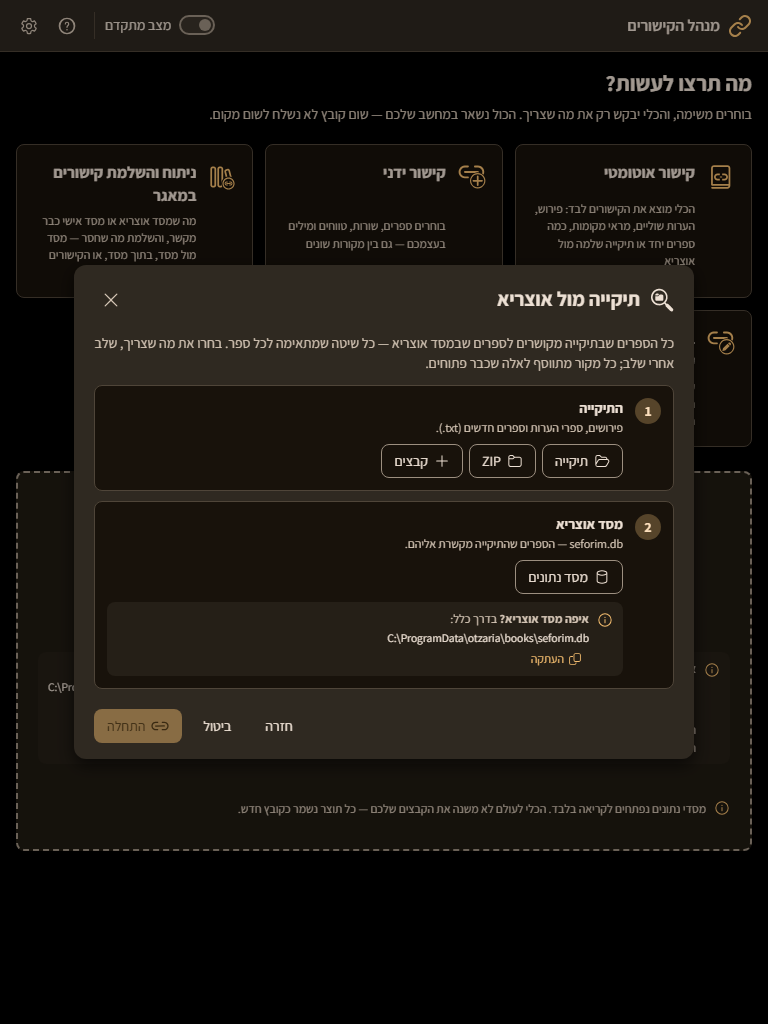 מנהל הקישורים
מצב מתקדם
מה תרצו לעשות?
בוחרים משימה, והכלי יבקש רק את מה שצריך. הכול נשאר במחשב שלכם — שום קובץ לא נשלח לשום מקום.
קישור אוטומטי
הכלי מוצא את הקישורים לבד: פירוש,
הערות שוליים, מראי מקומות, כמה
ספרים יחד או תיקייה שלמה מול
אוצריא
קישור ידני
בוחרים ספרים, שורות, טווחים ומילים
בעצמכם — גם בין מקורות שונים
ניתוח והשלמת קישורים
במאגר
מה שמסד אוצריא או מסד אישי כבר
מקשר, והשלמת מה שחסר — מסד
מול מסד, בתוך מסד, או הקישורים
תיקייה מול אוצריא
כל הספרים שבתיקייה מקושרים לספרים שבמסד אוצריא — כל שיטה שמתאימה לכל ספר. בחרו את מה שצריך, שלב
אחרי שלב; כל מקור מתווסף לאלה שכבר פתוחים.
1
התיקייה
פירושים, ספרי הערות וספרים חדשים (txt.).
תיקייה
ZIP
קבצים
2
מסד אוצריא
seforim.db — הספרים שהתיקייה מקשרת אליהם.
מסד נתונים
איפה מסד אוצריא? בדרך כלל:
C:\ProgramData\otzaria\books\seforim.db
העתקה
חזרה
ביטול
התחלה
מסדי נתונים נפתחים לקריאה בלבד. הכלי לעולם לא משנה את הקבצים שלכם — כל תוצר נשמר כקובץ חדש.